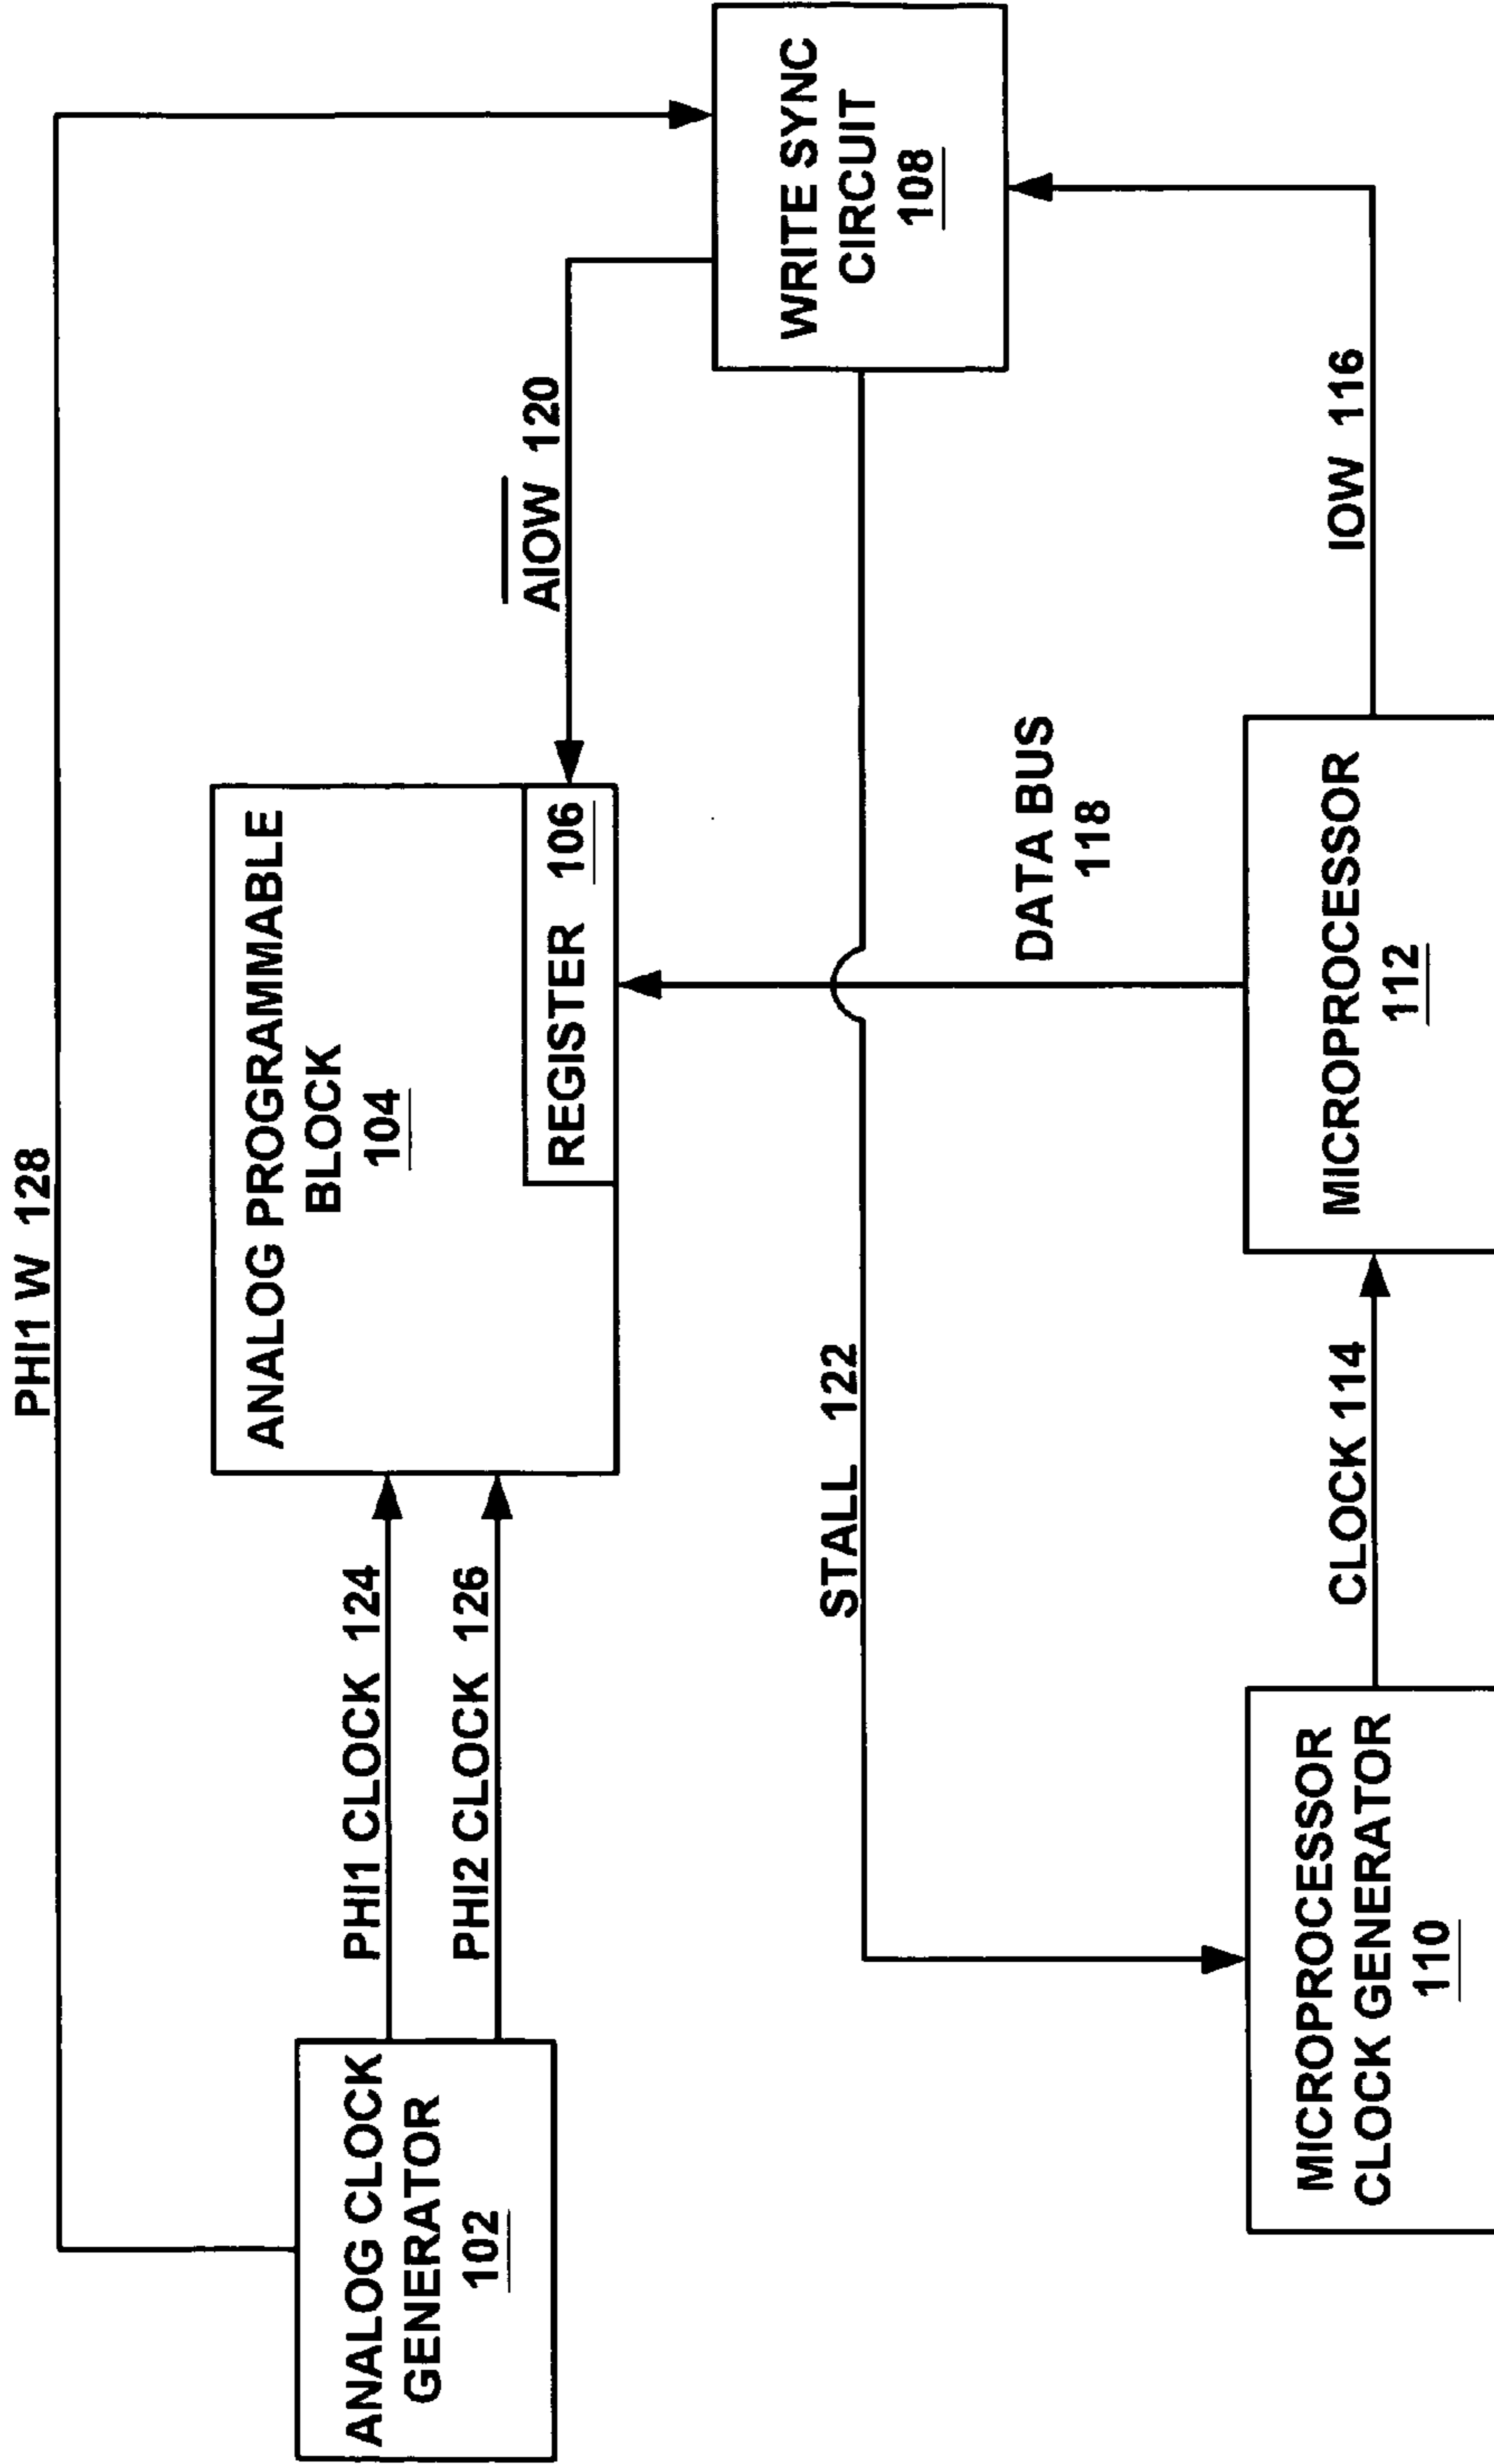 PHI1 W 128
ANALOG CLOCK
GENERATOR
102
PHI1 CLOCK 124
PHI2 CLOCK 126
ANALOG PROGRAMMABLE
BLOCK
104
REGISTER 106
AIOW 120
WRITE SYNC
CIRCUIT
108
STALL 122
DATA BUS
118
MICROPROCESSOR
CLOCK GENERATOR
110
CLOCK 114
MICROPROCESSOR
112
IOW 116